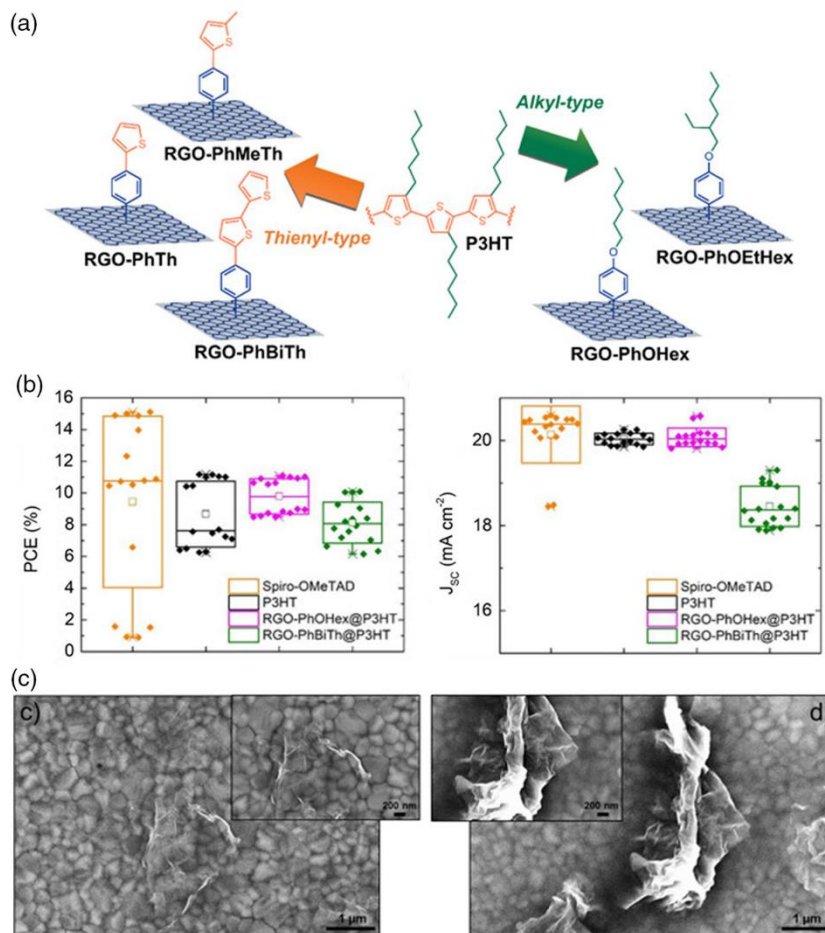 (a)
RGO-PhMeTh
RGO-PhTh
RGO-PhBiTh
Thienyl-type
P3HT
Alkyl-type
RGO-PhOEtHex
RGO-PhOHex
S
S
S
S
S
S
S
O
O
(b)
PCE (%)
16
14
12
10
8
6
4
2
0
Spiro-OMeTAD
P3HT
RGO-PhOHex@P3HT
RGO-PhBiTh@P3HT
JSC (mA cm-2)
20
18
16
Spiro-OMeTAD
P3HT
RGO-PhOHex@P3HT
RGO-PhBiTh@P3HT
(c)
c)
200 nm
1 µm
d
200 nm
1 µm